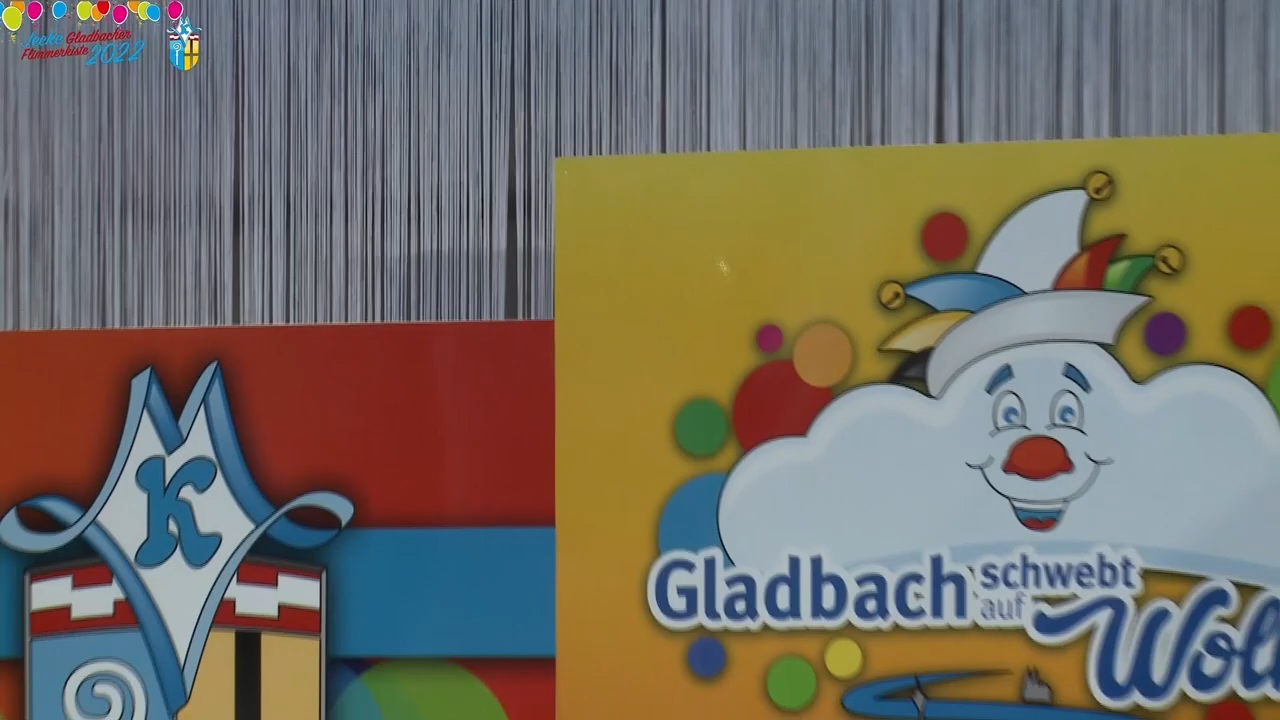 Jecke Gladbacher
Flimmerkiste 2022
K
Gladbach schwebt
auf